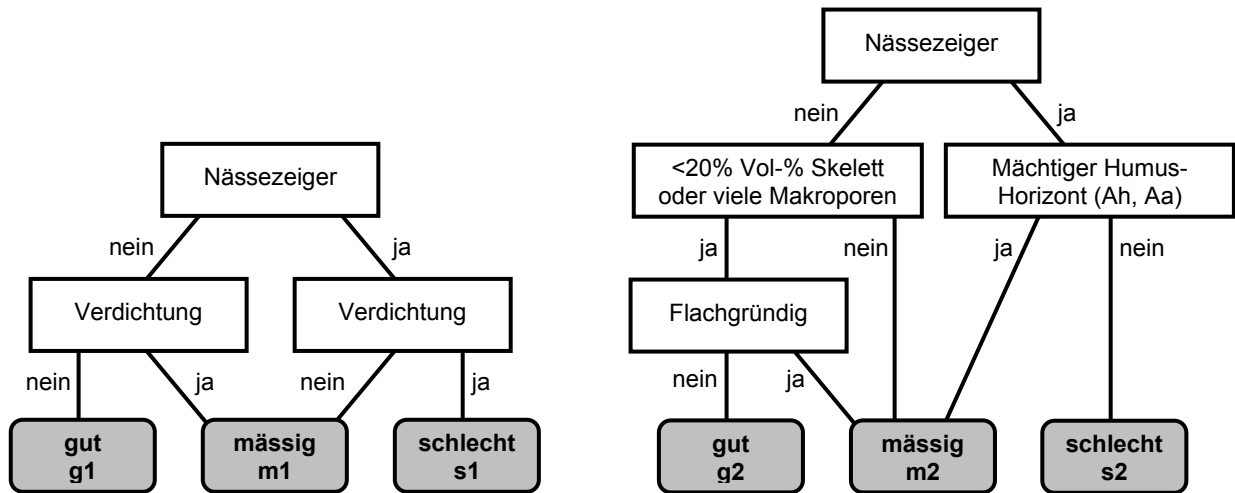 Nässezeiger
nein
ja
Verdichtung
Verdichtung
nein
ja
nein
ja
gut
g1
mässig
m1
schlecht
s1
Nässezeiger
nein
ja
<20% Vol-% Skelett
oder viele Makroporen
Mächtiger Humus-
Horizont (Ah, Aa)
ja
nein
ja
nein
Flachgründig
nein
ja
gut
g2
mässig
m2
schlecht
s2